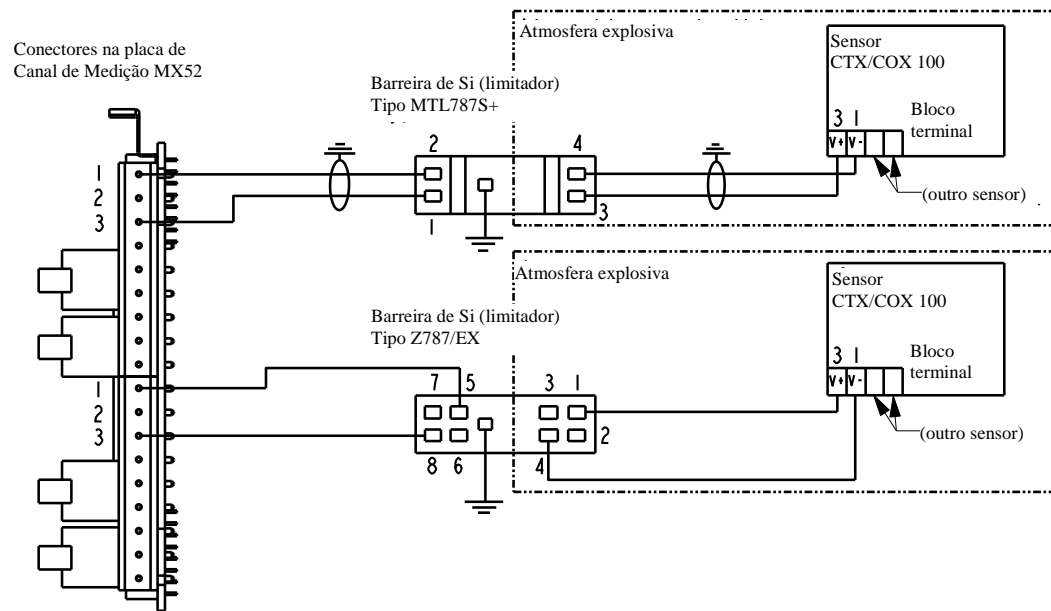 Conectores na placa de
Canal de Medição MX52
Barreira de Si (limitador)
Tipo MTL787S+
Atmosfera explosiva
Sensor
CTX/COX 100
3 1
Bloco
terminal
V+ V-
(outro sensor)
2 4
1 3
1
2
3
Atmosfera explosiva
Sensor
CTX/COX 100
3 1
Bloco
terminal
V+ V-
(outro sensor)
Barreira de Si (limitador)
Tipo Z787/EX
7 5 3 1
2
8 6 4
1
2
3